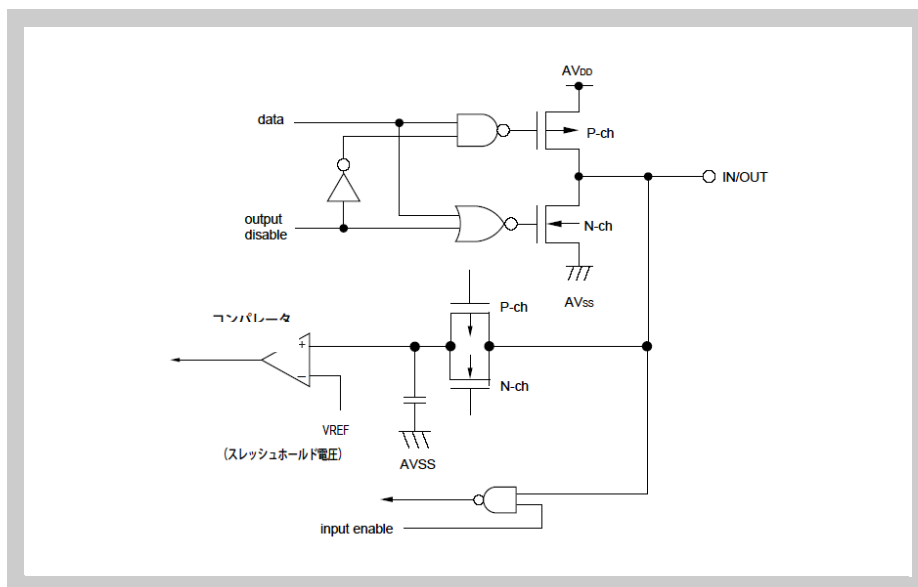 AVDD
data
P-ch
IN/OUT
output
disable
N-ch
AVss
コンパレータ
P-ch
+
−
N-ch
VREF
(スレッシュホールド電圧)
AVSS
input enable